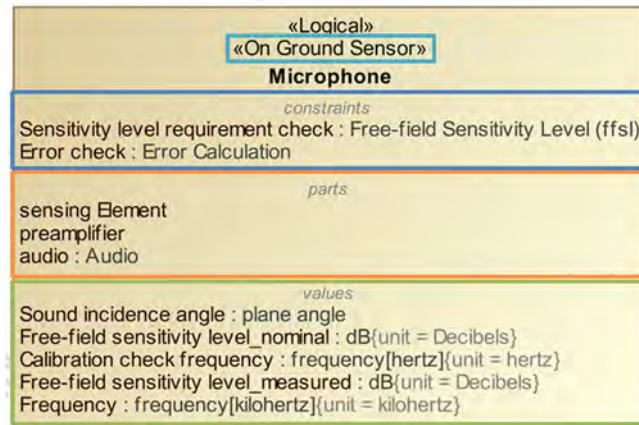 «Logical»
«On Ground Sensor»
Microphone
constraints
Sensitivity level requirement check : Free-field Sensitivity Level (ffsl)
Error check : Error Calculation
parts
sensing Element
preamplifier
audio : Audio
values
Sound incidence angle : plane angle
Free-field sensitivity level_nominal : dB{unit = Decibels}
Calibration check frequency : frequency[hertz]{unit = hertz}
Free-field sensitivity level_measured : dB{unit = Decibels}
Frequency : frequency[kilohertz]{unit = kilohertz}